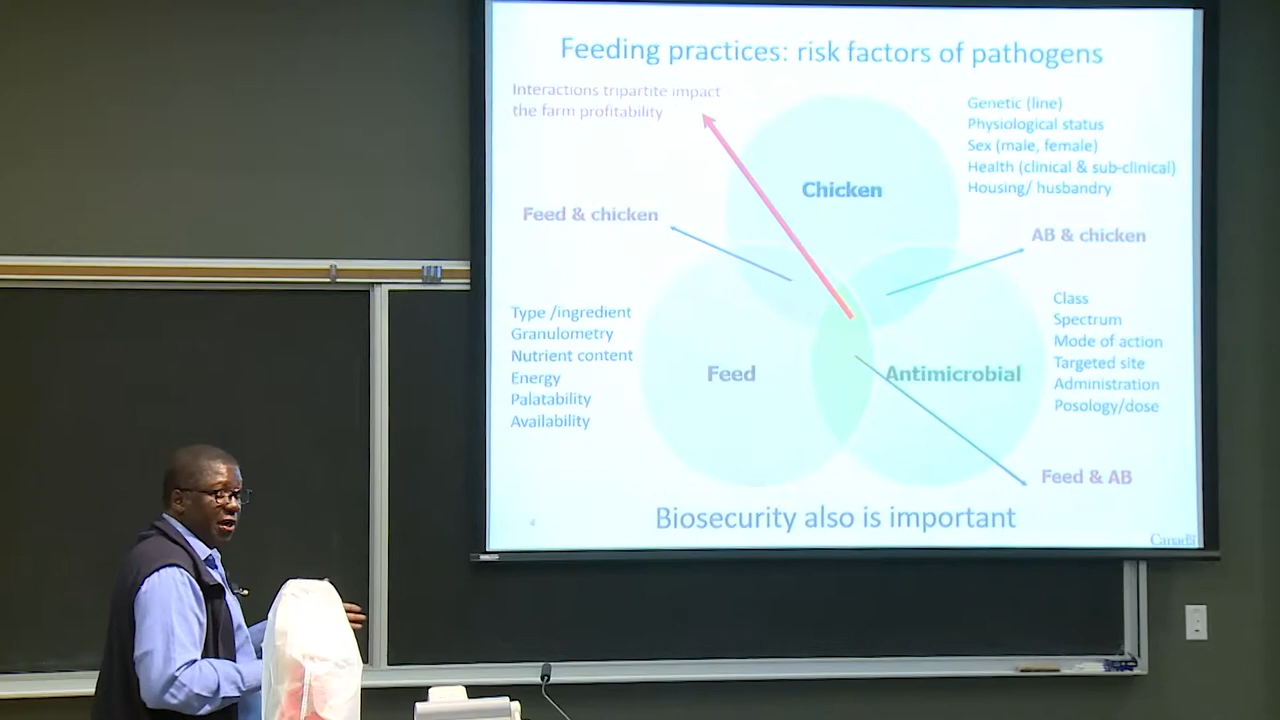 Feeding practices: risk factors of pathogens
Interactions tripartite impact
the farm profitability
Genetic (line)
Physiological status
Sex (male, female)
Health (clinical & sub-clinical)
Housing/ husbandry
Chicken
Feed & chicken
AB & chicken
Type /ingredient
Granulometry
Nutrient content
Energy
Palatability
Availability
Class
Spectrum
Mode of action
Targeted site
Administration
Posology/dose
Feed
Antimicrobial
Feed & AB
Biosecurity also is important
Canada